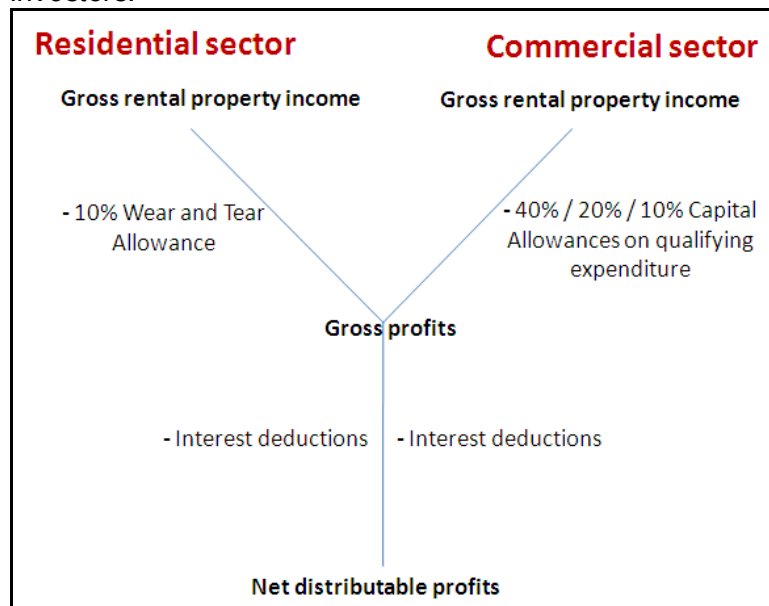 investors.
Residential sector
Commercial sector
Gross rental property income
Gross rental property income
- 10% Wear and Tear
Allowance
- 40% / 20% / 10% Capital
Allowances on qualifying
expenditure
Gross profits
- Interest deductions
- Interest deductions
Net distributable profits